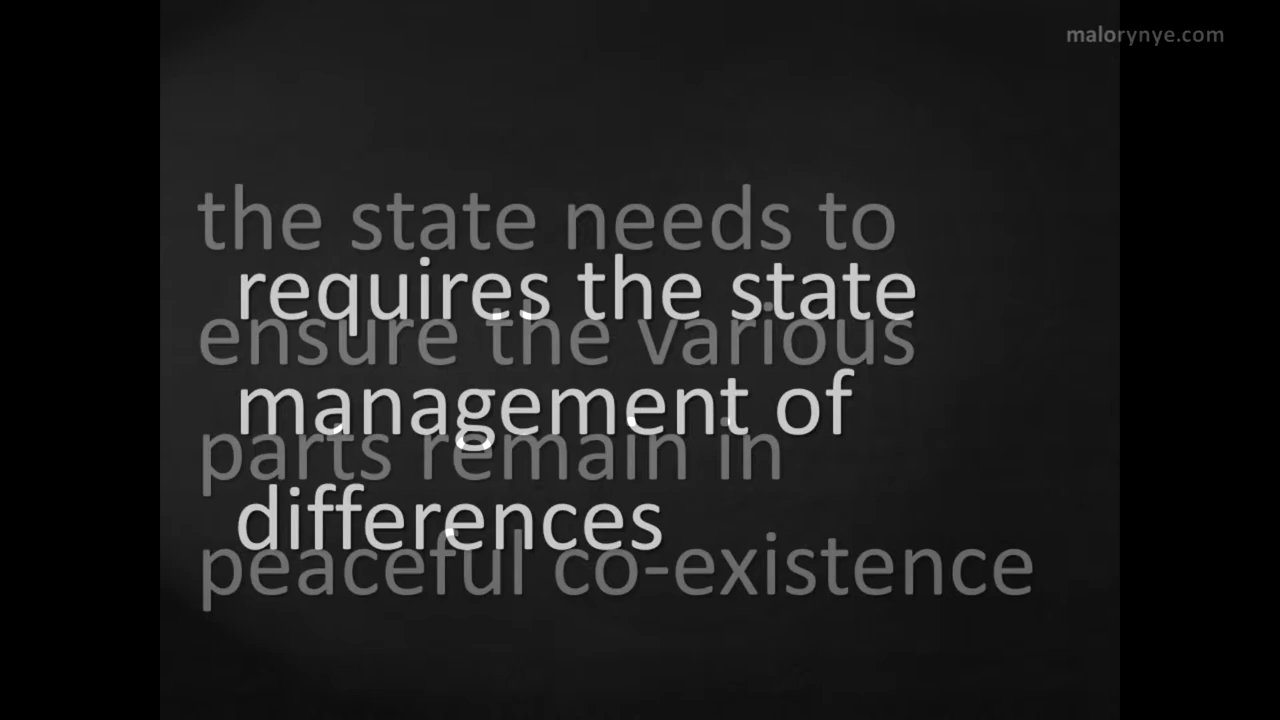 malorynye.com
the state needs to
requires the state
ensure the various
management of
parts remain in
differences
peaceful co-existence